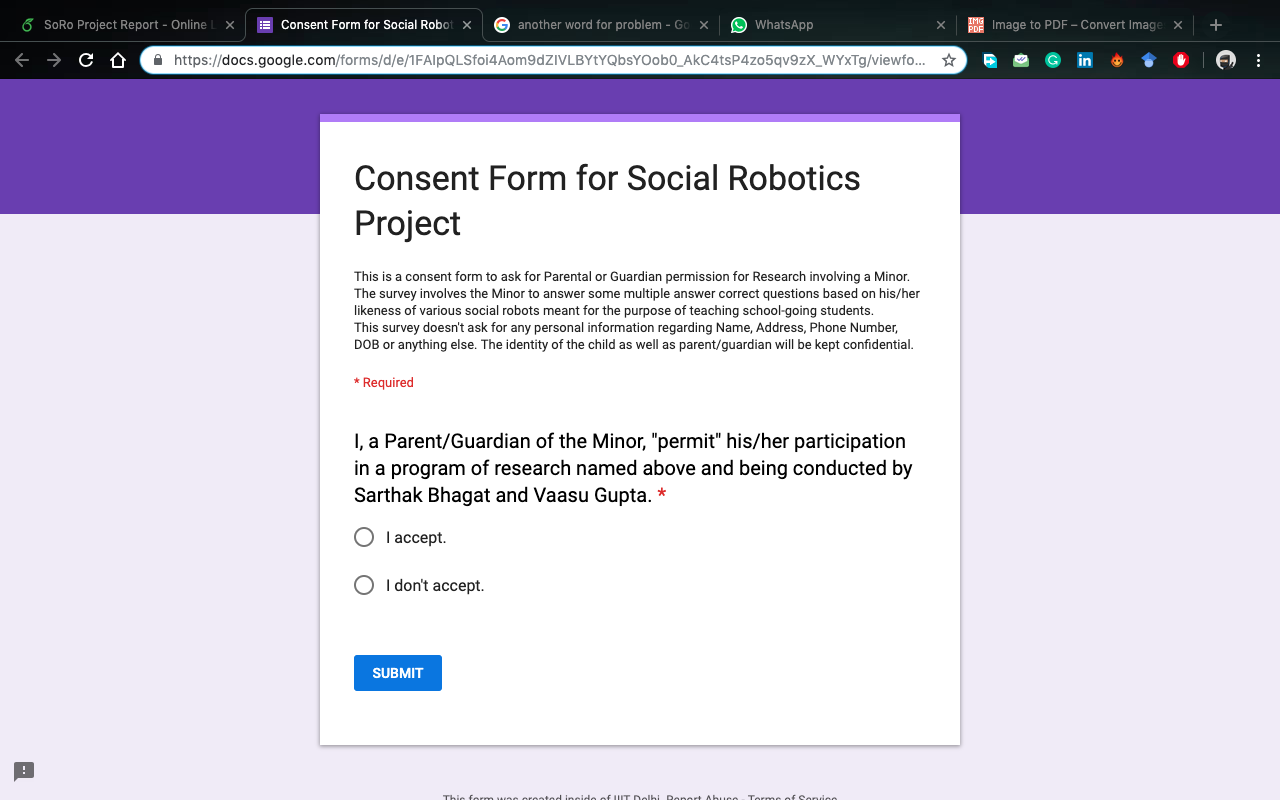 SoRo Project Report - Online L
Consent Form for Social Robot
another word for problem - Go
WhatsApp
IMG PDF
Image to PDF – Convert Image
https://docs.google.com/forms/d/e/1FAIpQLSfoi4Aom9dZIVLBYtYQbsYOob0_AkC4tsP4zo5qv9zX_WYxTg/viewfo...
Consent Form for Social Robotics
Project
This is a consent form to ask for Parental or Guardian permission for Research involving a Minor.
The survey involves the Minor to answer some multiple answer correct questions based on his/her
likeness of various social robots meant for the purpose of teaching school-going students.
This survey doesn't ask for any personal information regarding Name, Address, Phone Number,
DOB or anything else. The identity of the child as well as parent/guardian will be kept confidential.
* Required
I, a Parent/Guardian of the Minor, "permit" his/her participation
in a program of research named above and being conducted by
Sarthak Bhagat and Vaasu Gupta. *
I accept.
I don't accept.
SUBMIT
This form was created inside of IIIT Delhi. Report Abuse - Terms of Service